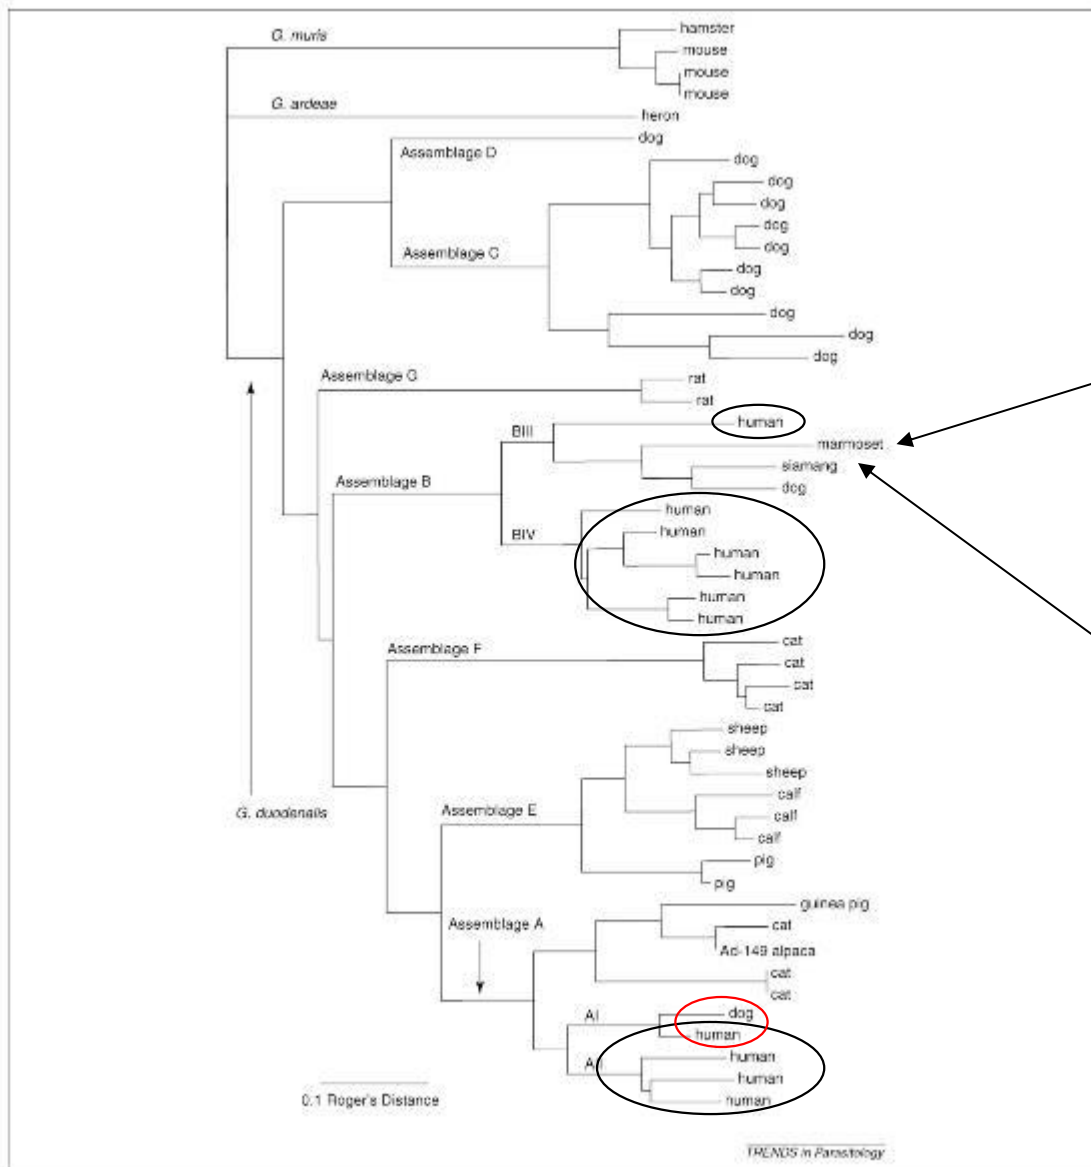 G. muris
hamster
mouse
mouse
mouse
G. ardeae
heron
dog
Assemblage D
dog
dog
dog
dog
dog
Assemblage C
dog
dog
dog
dog
dog
Assemblage G
rat
rat
human
BIII
marmoset
siamang
Assemblage B
dog
human
BIV
human
human
human
human
human
cat
Assemblage F
cat
cat
cat
sheep
sheep
sheep
calf
Assemblage E
G. duodenalis
calf
calf
pig
pig
guinea pig
Assemblage A
cat
Ad-149 alpaca
cat
cat
AI
dog
human
human
human
human
0.1 Roger's Distance
TRENDS in Parasitology